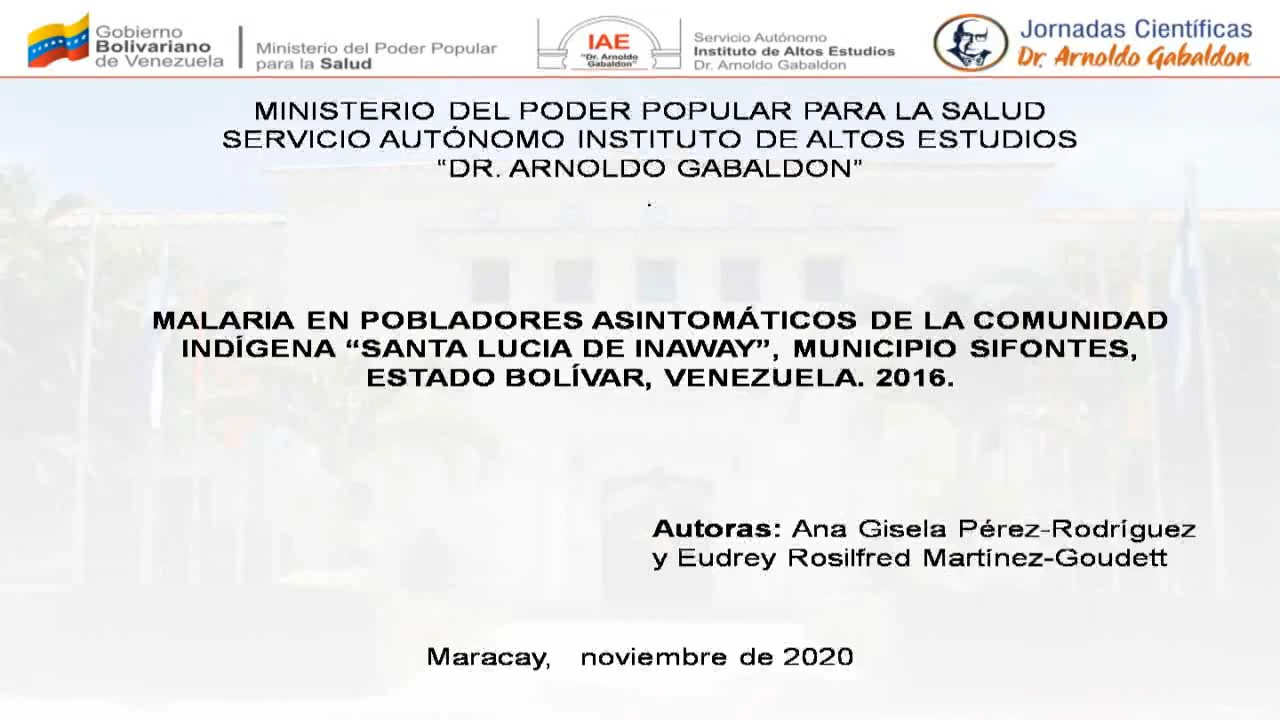 Gobierno
Bolivariano
de Venezuela
Ministerio del Poder Popular
para la Salud
IAE
"Dr. Arnoldo
Gabaldon"
Servicio Autónomo
Instituto de Altos Estudios
Dr. Arnoldo Gabaldon
Jornadas Científicas
Dr. Arnoldo Gabaldon
MINISTERIO DEL PODER POPULAR PARA LA SALUD
SERVICIO AUTÓNOMO INSTITUTO DE ALTOS ESTUDIOS
“DR. ARNOLDO GABALDON”
.
MALARIA EN POBLADORES ASINTOMÁTICOS DE LA COMUNIDAD
INDÍGENA “SANTA LUCIA DE INAWAY”, MUNICIPIO SIFONTES,
ESTADO BOLÍVAR, VENEZUELA. 2016.
Autoras: Ana Gisela Pérez-Rodríguez
y Eudrey Rosilfred Martínez-Goudett
Maracay, noviembre de 2020